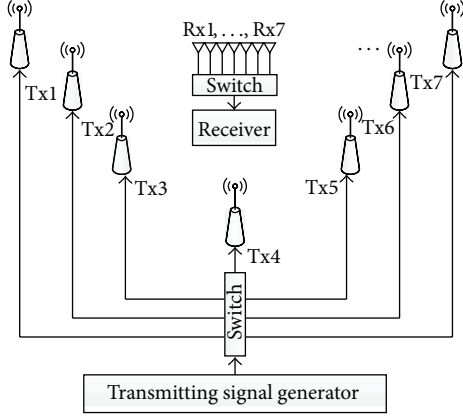 Rx1, ..., Rx7
...
Tx1
Switch
Tx7
Tx2
Receiver
Tx6
Tx3
Tx5
Tx4
Switch
Transmitting signal generator